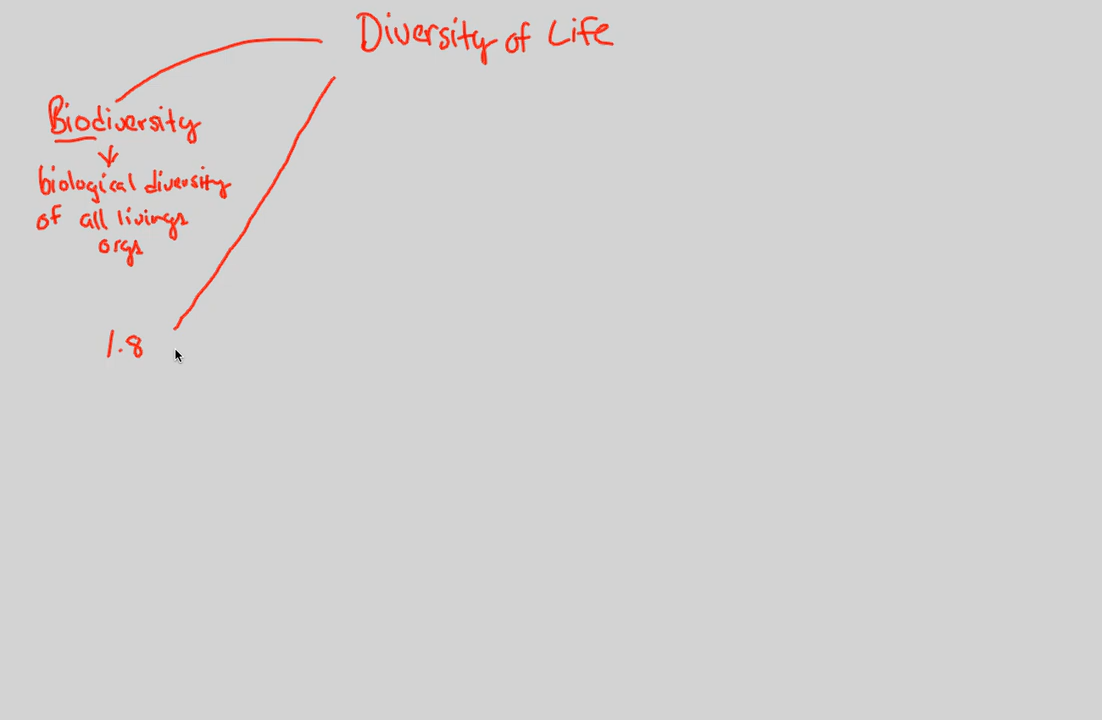 Diversity of Life
Biodiversity
biological diversity
of all livings
orgs
1.8